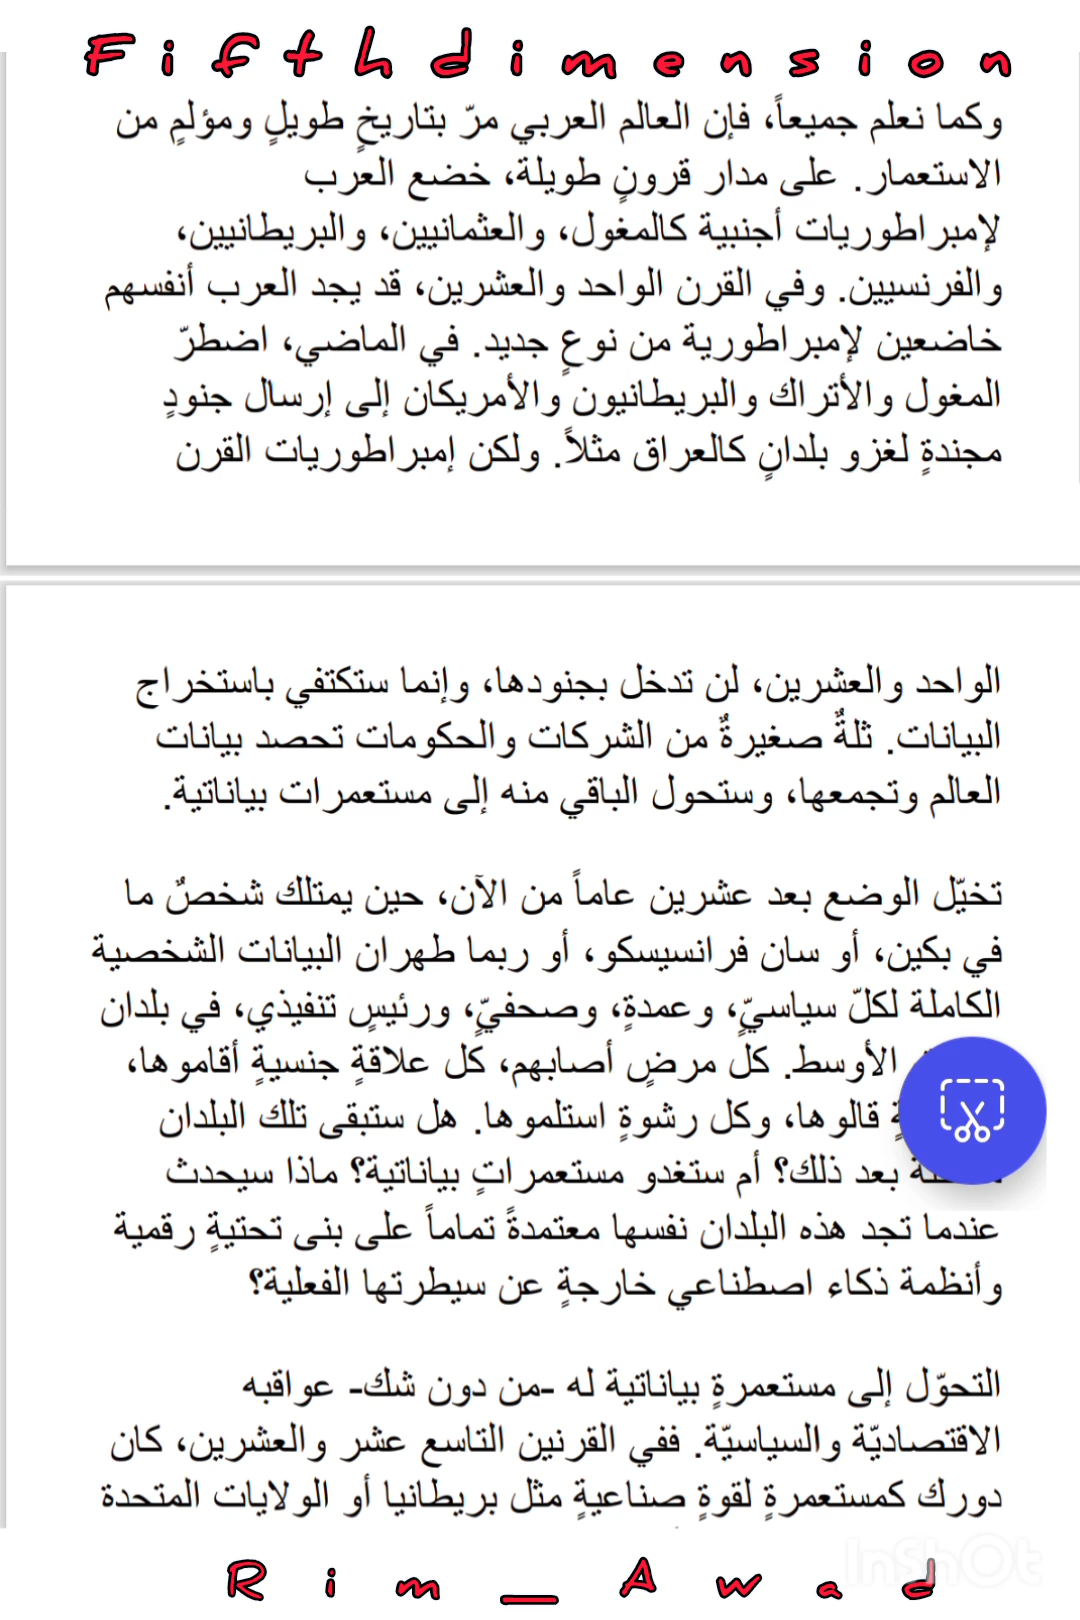 Fifthdimension
وكما نعلم جميعاً، فإن العالم العربي مرّ بتاريخٍ طويلٍ ومؤلمٍ من
الاستعمار. على مدار قرونٍ طويلة، خضع العرب
لإمبراطوريات أجنبية كالمغول، والعثمانيين، والبريطانيين،
والفرنسيين. وفي القرن الواحد والعشرين، قد يجد العرب أنفسهم
خاضعين لإمبراطورية من نوعٍ جديد. في الماضي، اضطرّ
المغول والأتراك والبريطانيون والأمريكان إلى إرسال جنودٍ
مجندةٍ لغزو بلدانٍ كالعراق مثلاً. ولكن إمبراطوريات القرن
الواحد والعشرين، لن تدخل بجنودها، وإنما ستكتفي باستخراج
البيانات. ثلةٌ صغيرةٌ من الشركات والحكومات تحصد بيانات
العالم وتجمعها، وستحول الباقي منه إلى مستعمرات بياناتية.
تخيّل الوضع بعد عشرين عاماً من الآن، حين يمتلك شخصٌ ما
في بكين، أو سان فرانسيسكو، أو ربما طهران البيانات الشخصية
الكاملة لكلّ سياسيٍّ، وعمدةٍ، وصحفيٍّ، ورئيسٍ تنفيذي، في بلدان
الأوسط. كل مرضٍ أصابهم، كل علاقةٍ جنسيةٍ أقاموها،
قالوها، وكل رشوةٍ استلموها. هل ستبقى تلك البلدان
بعد ذلك؟ أم ستغدو مستعمراتٍ بياناتية؟ ماذا سيحدث
عندما تجد هذه البلدان نفسها معتمدةً تماماً على بنى تحتيةٍ رقمية
وأنظمة ذكاء اصطناعي خارجةٍ عن سيطرتها الفعلية؟
التحوّل إلى مستعمرةٍ بياناتية له -من دون شك- عواقبه
الاقتصاديّة والسياسيّة. ففي القرنين التاسع عشر والعشرين، كان
دورك كمستعمرةٍ لقوةٍ صناعيةٍ مثل بريطانيا أو الولايات المتحدة
InShOt
Rim_Awad